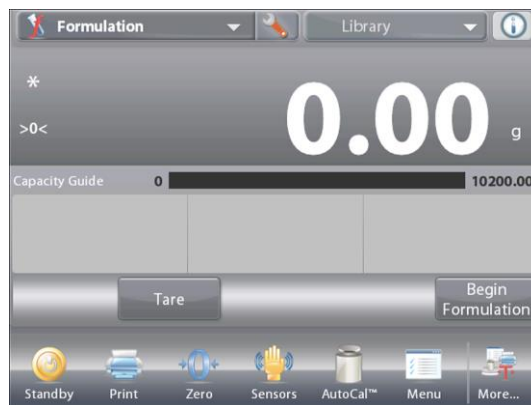 Formulation
Library
*
>0<
0.00 g
Capacity Guide 0 10200.00
Tare
Begin
Formulation
Standby Print Zero Sensors AutoCal™ Menu More...